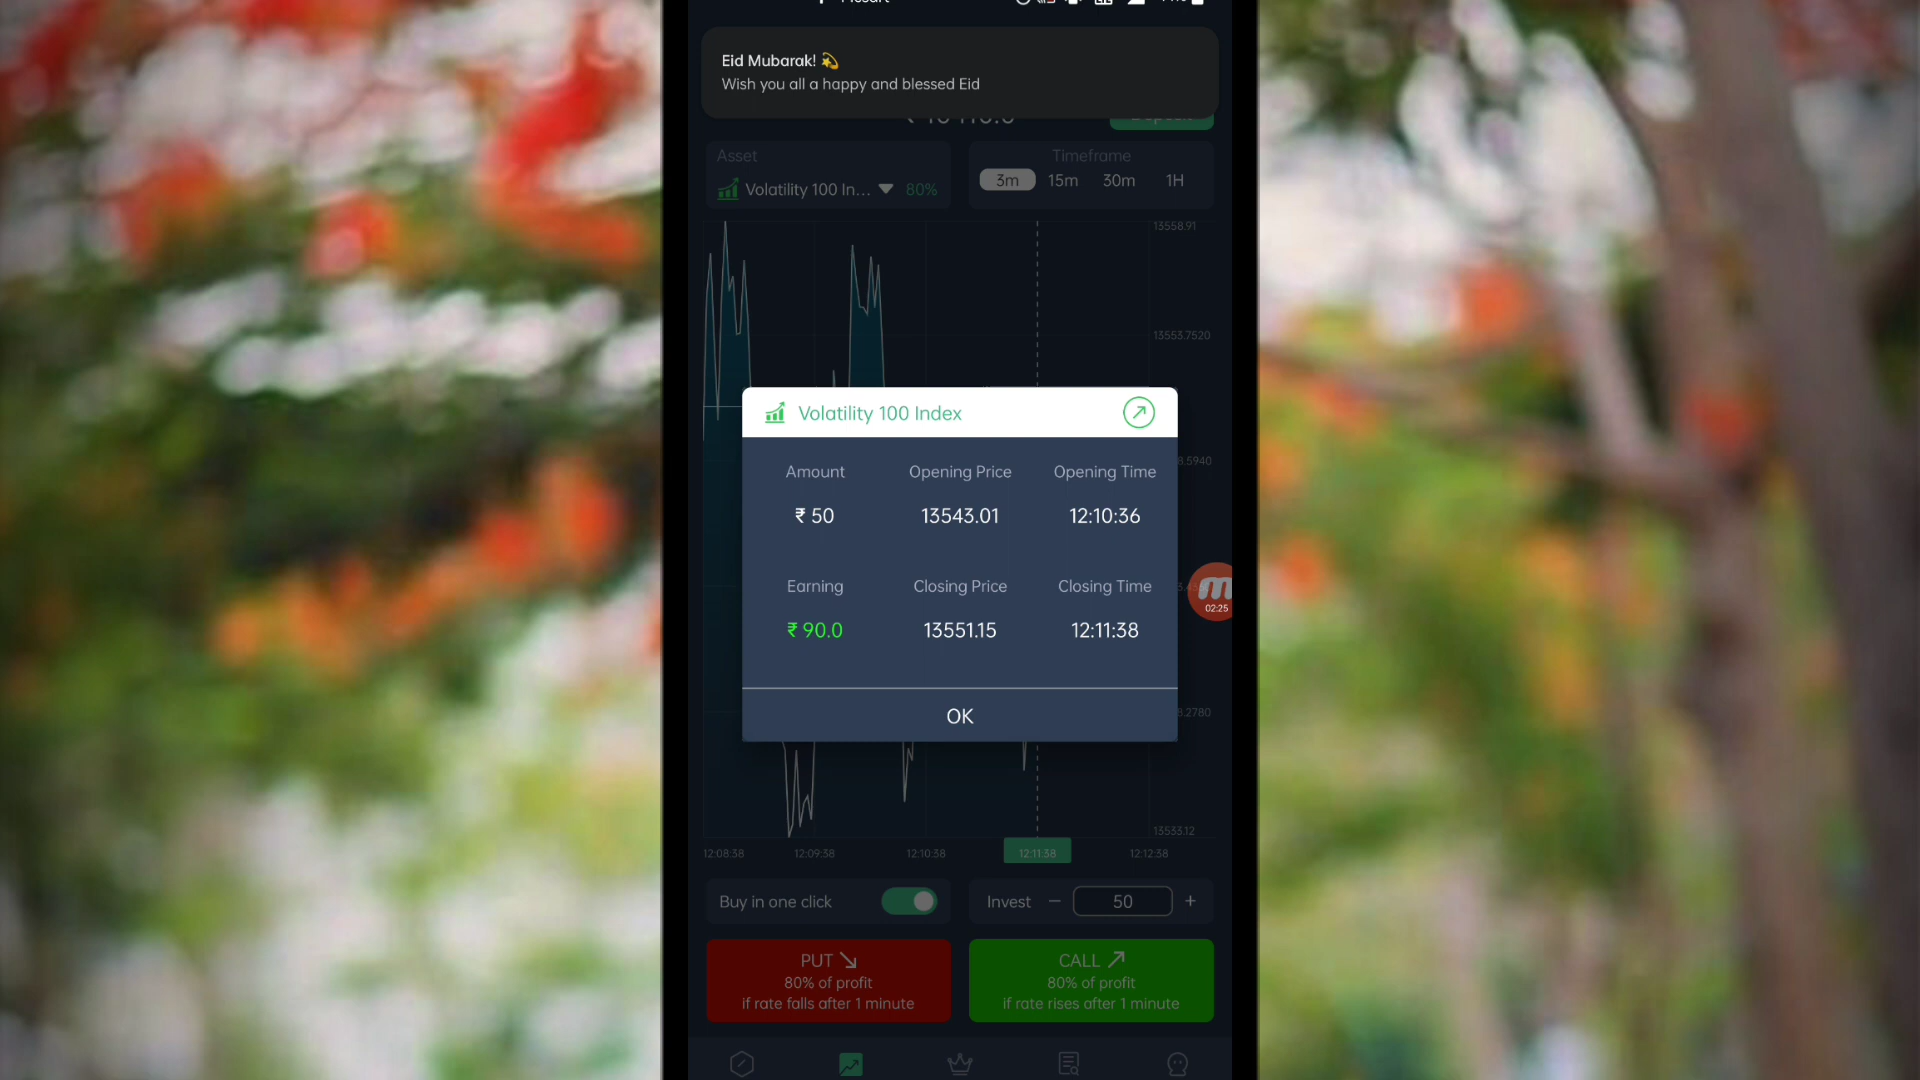 Eid Mubarak!
Wish you all a happy and blessed Eid
Asset
Timeframe
Volatility 100 In... 80%
3m 15m 30m 1H
13558.91
13553.7520
Volatility 100 Index
Amount Opening Price Opening Time
₹ 50 13543.01 12:10:36
Earning Closing Price Closing Time
₹ 90.0 13551.15 12:11:38
OK
02:25
13533.12
12:08:38 12:09:38 12:10:38 12:11:38 12:12:38
Buy in one click
Invest − 50 +
PUT
80% of profit
if rate falls after 1 minute
CALL
80% of profit
if rate rises after 1 minute